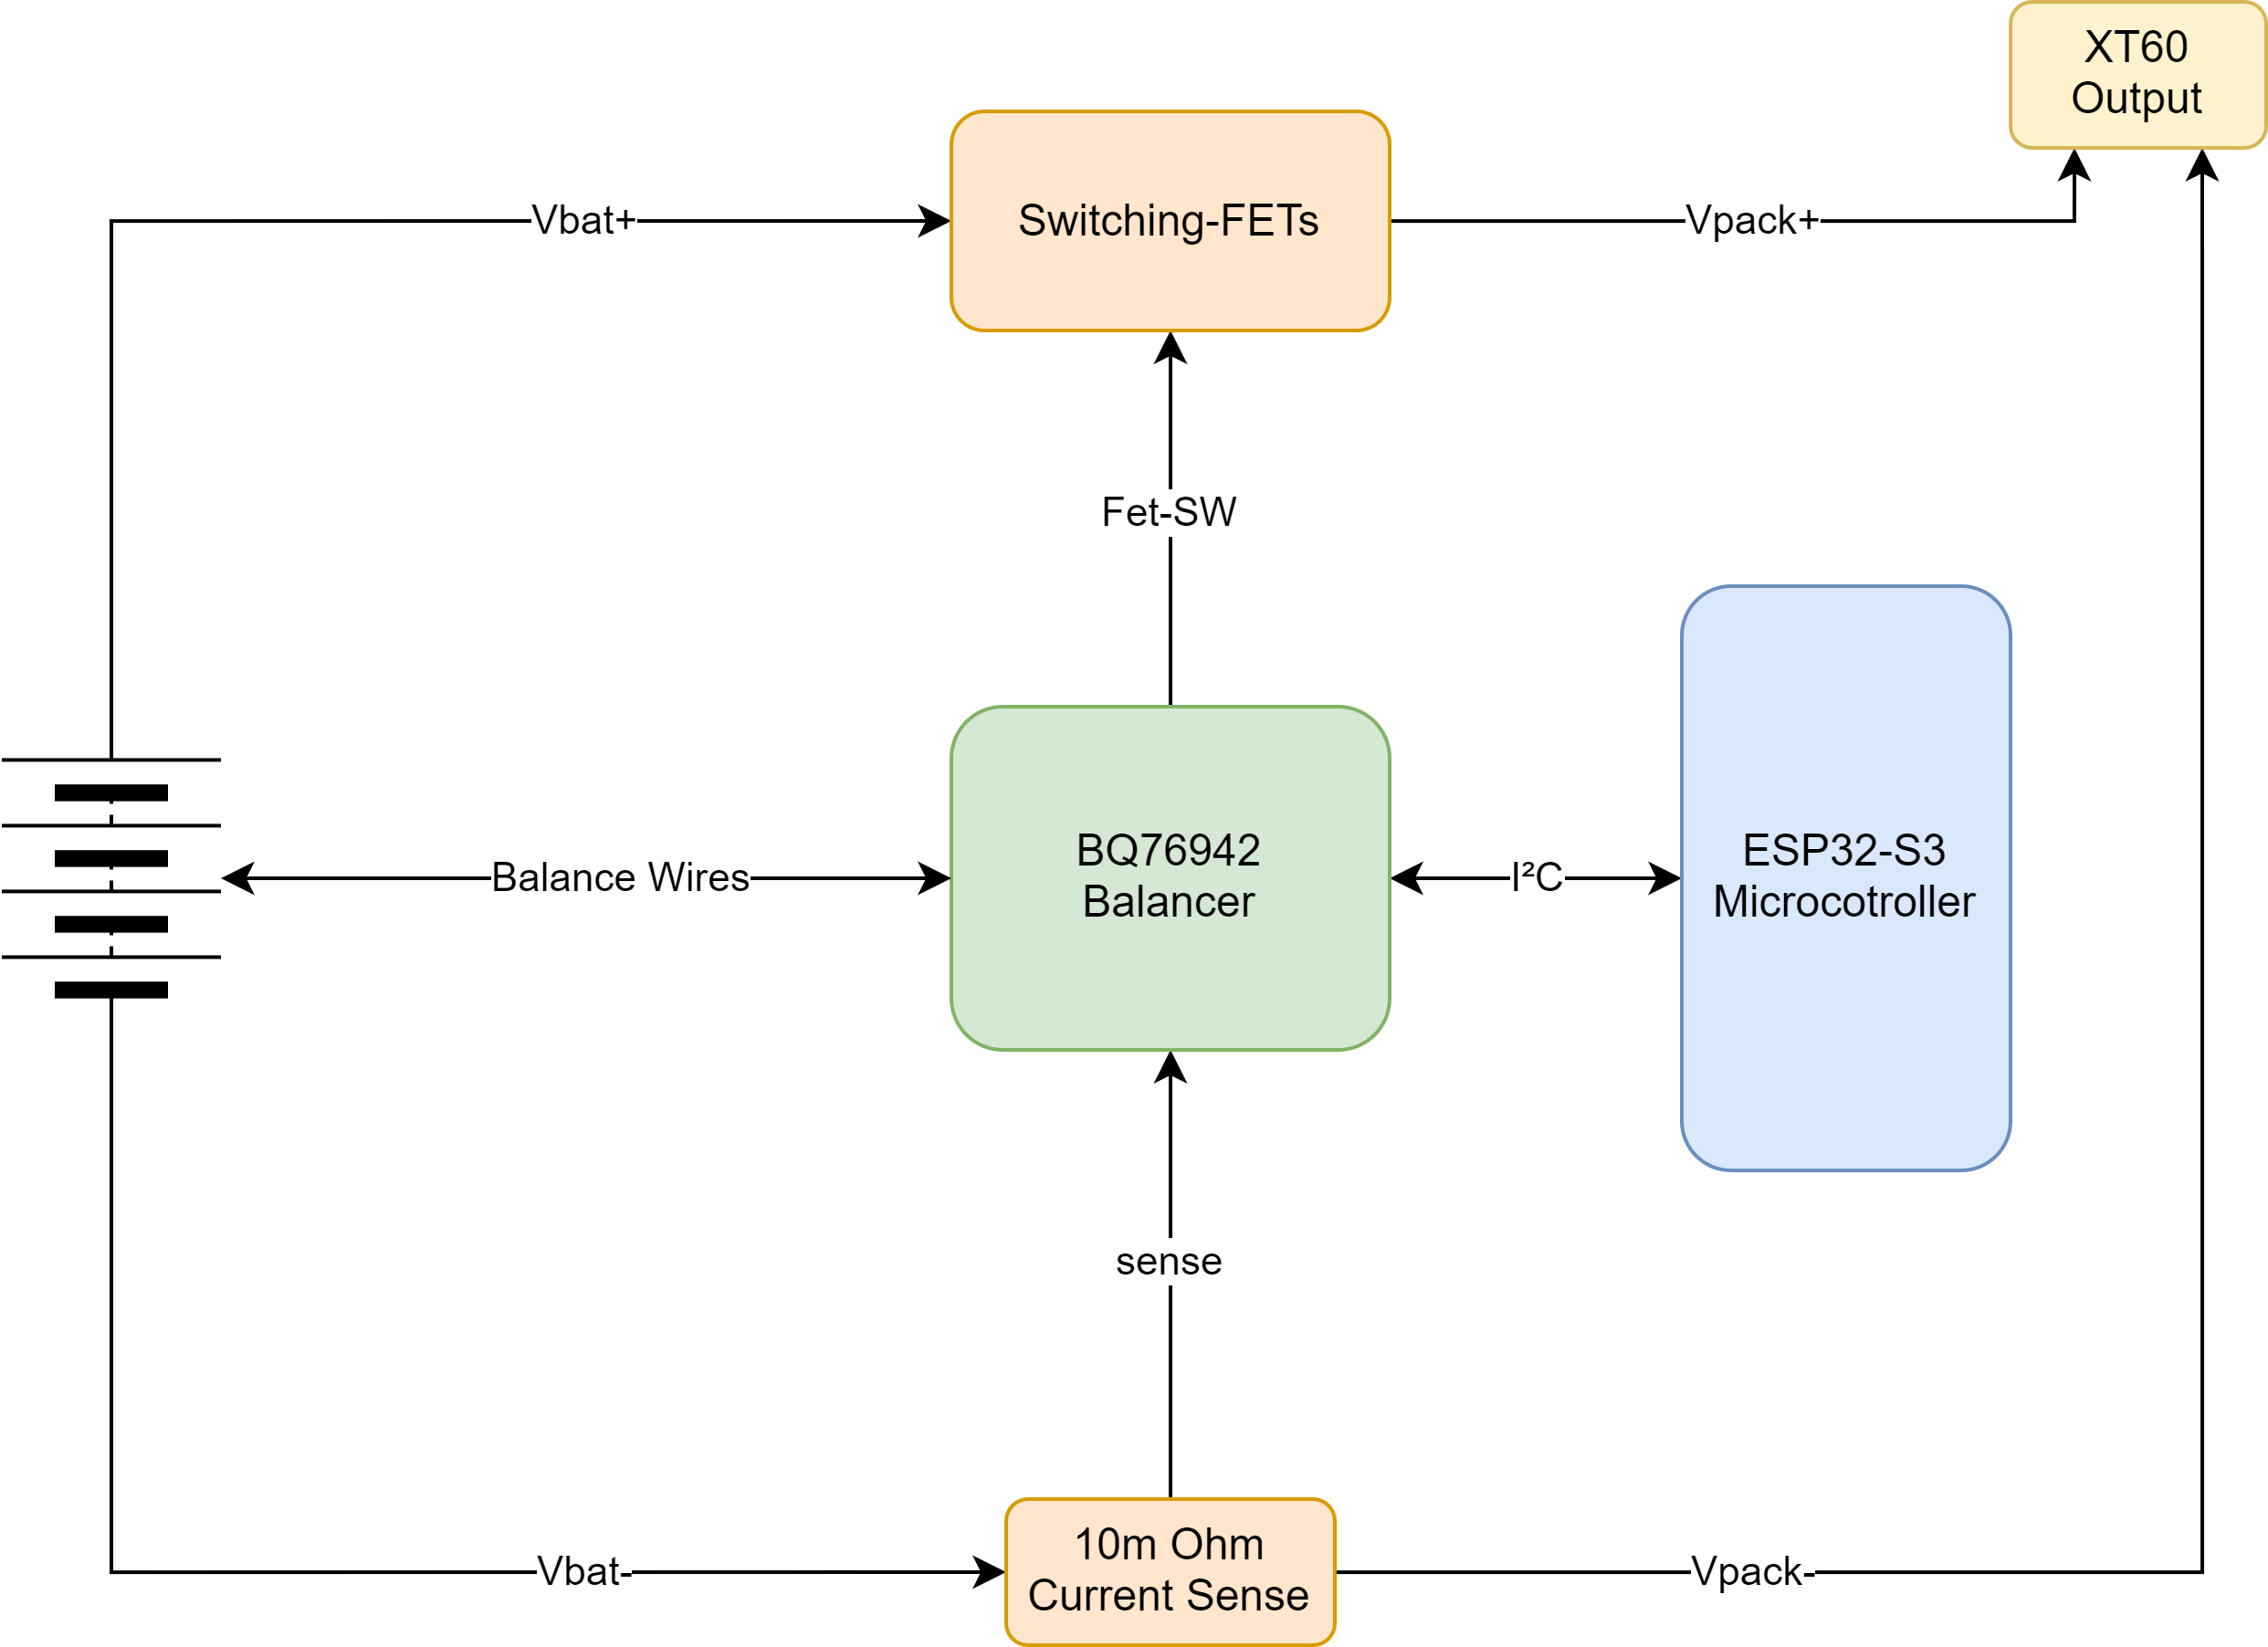 XT60
Output
Switching-FETs
Vbat+
Vpack+
Fet-SW
BQ76942
Balancer
Balance Wires
I²C
ESP32-S3
Microcotroller
sense
10m Ohm
Current Sense
Vbat-
Vpack-